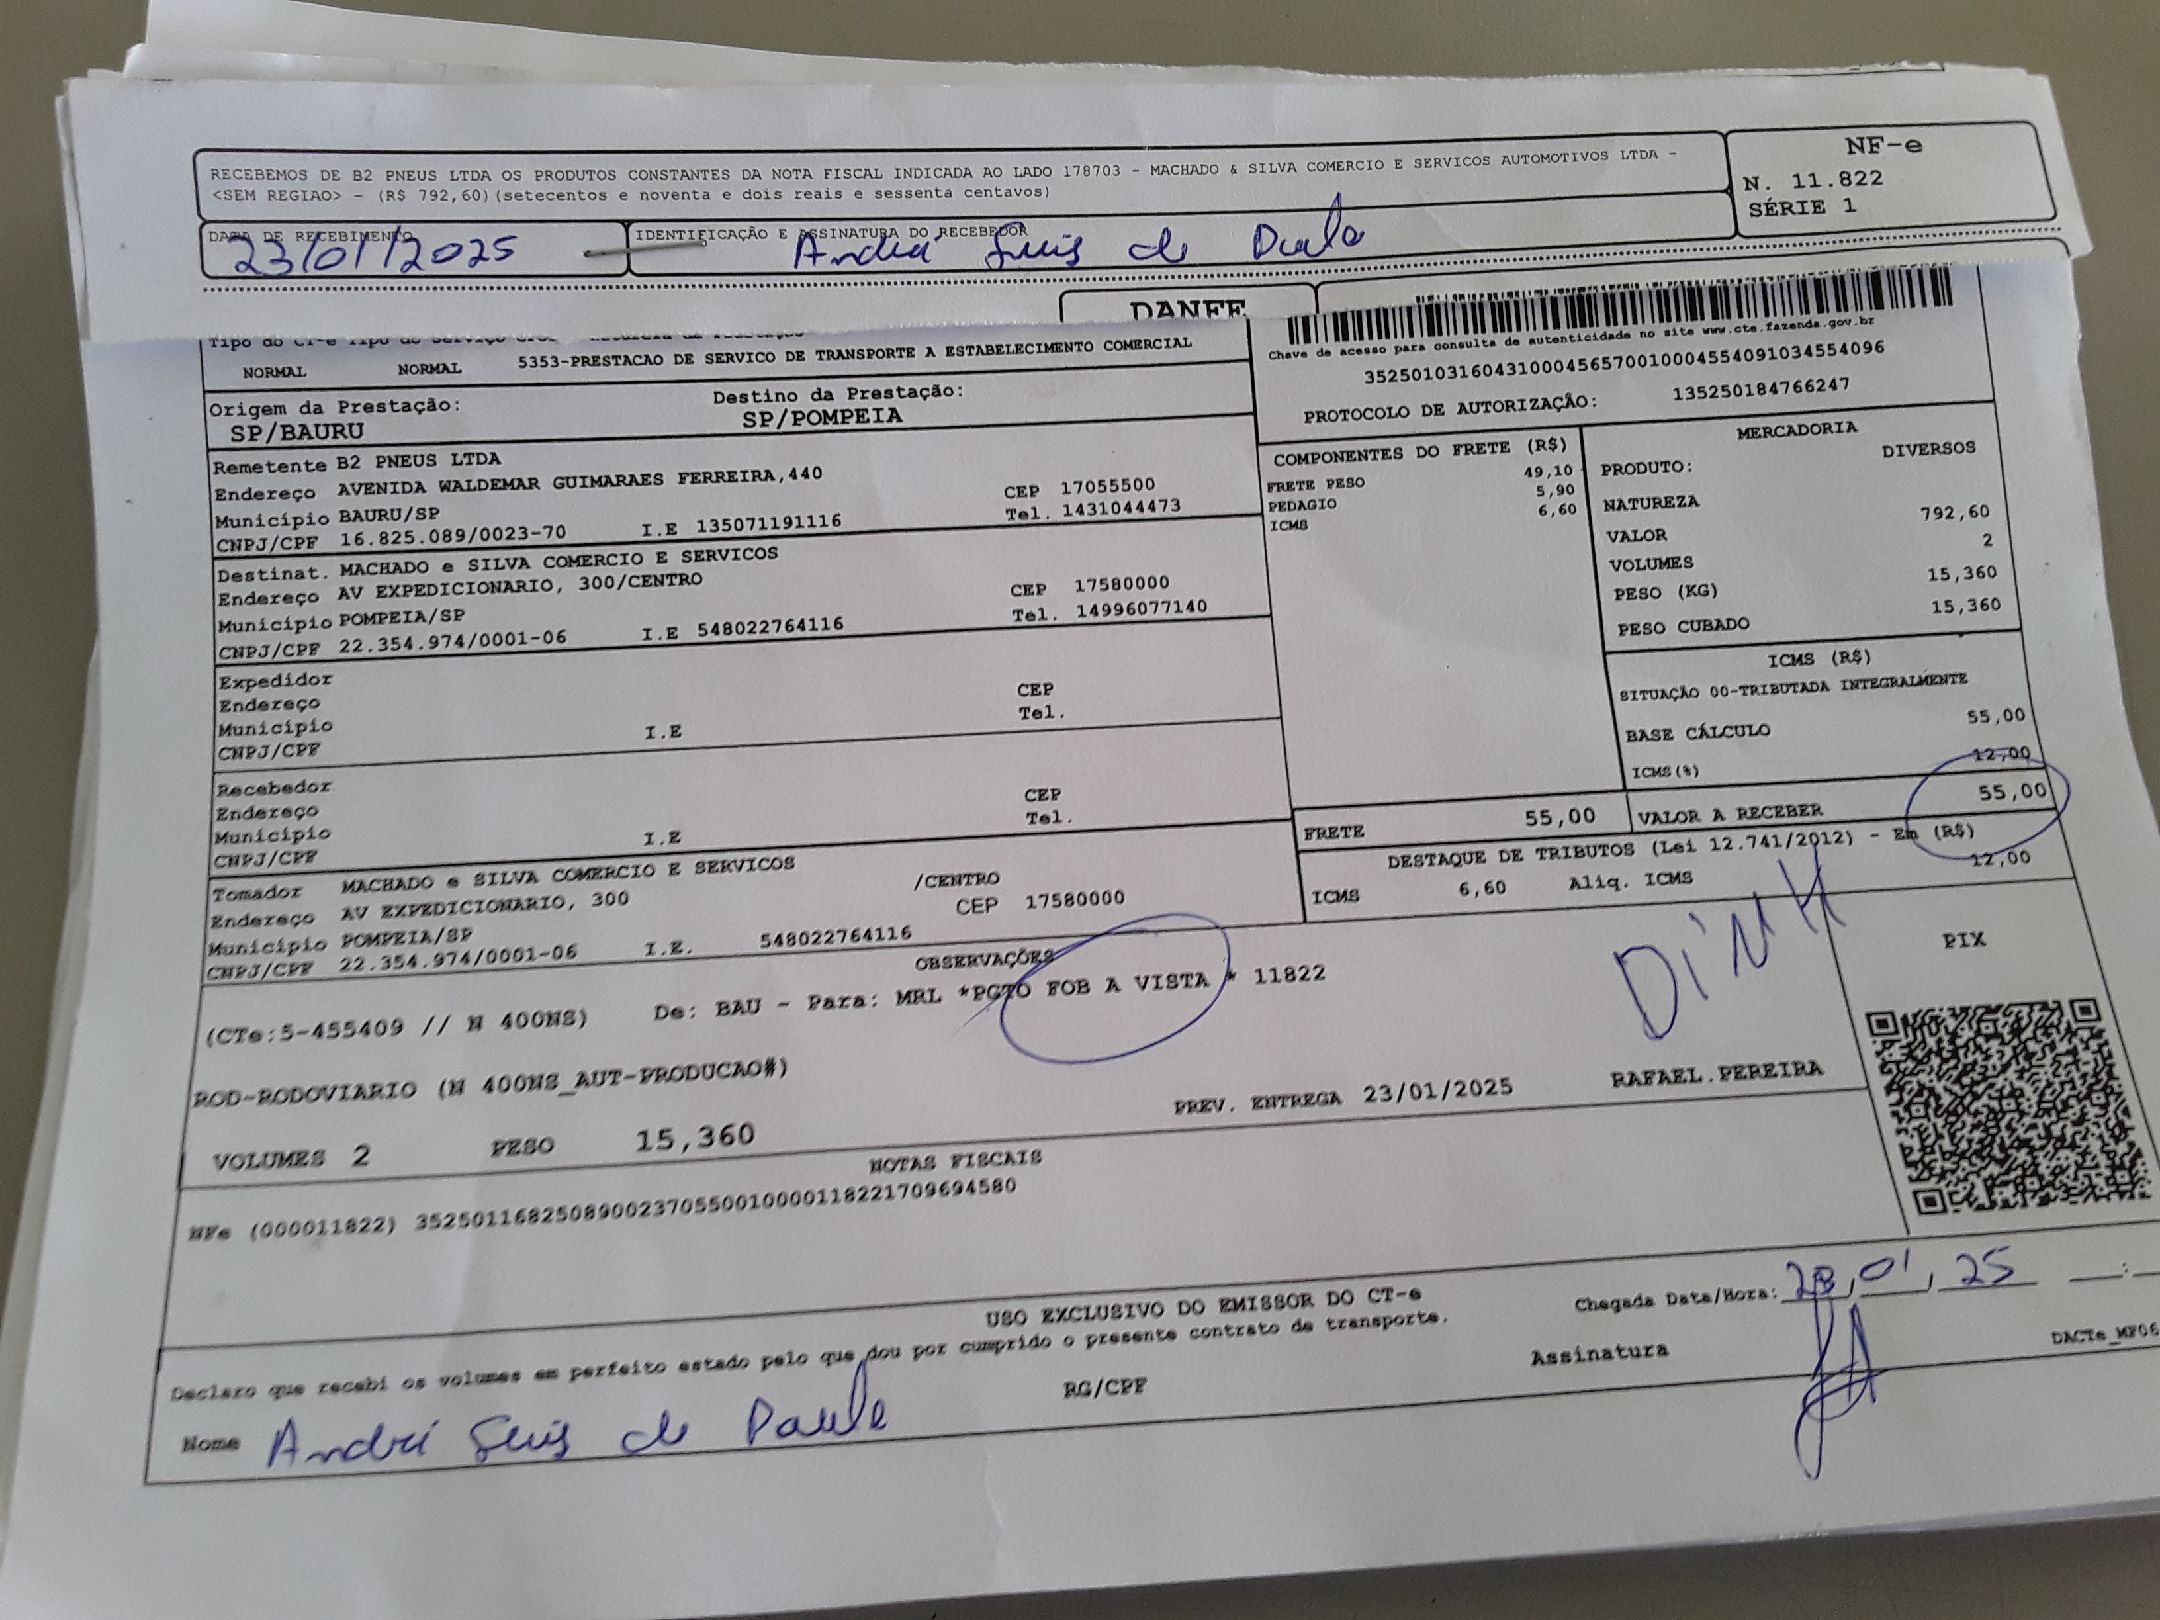 RECEBEMOS DE B2 PNEUS LTDA OS PRODUTOS CONSTANTES DA NOTA FISCAL INDICADA AO LADO 178703 - MACHADO & SILVA COMERCIO E SERVICOS AUTOMOTIVOS LTDA -
<SEM REGIAO> - (R$ 792,60)(setecentos e noventa e dois reais e sessenta centavos)
NF-e
N. 11.822
SÉRIE 1
DATA DE RECEBIMENTO
23/01/2025
IDENTIFICAÇÃO E ASSINATURA DO RECEBEDOR
André Luis de Paula
DANFE
Tipo do CT-e Tipo do Serviço
NORMAL NORMAL 5353-PRESTACAO DE SERVICO DE TRANSPORTE A ESTABELECIMENTO COMERCIAL
Chave de acesso para consulta de autenticidade no site www.cte.fazenda.gov.br
35250103160431000456570010004554091034554096
PROTOCOLO DE AUTORIZAÇÃO: 135250184766247
Origem da Prestação: Destino da Prestação:
SP/BAURU SP/POMPEIA
Remetente B2 PNEUS LTDA
Endereço AVENIDA WALDEMAR GUIMARAES FERREIRA,440 CEP 17055500
Município BAURU/SP Tel. 1431044473
CNPJ/CPF 16.825.089/0023-70 I.E 135071191116
Destinat. MACHADO e SILVA COMERCIO E SERVICOS
Endereço AV EXPEDICIONARIO, 300/CENTRO CEP 17580000
Município POMPEIA/SP Tel. 14996077140
CNPJ/CPF 22.354.974/0001-06 I.E 548022764116
Expedidor
Endereço CEP
Município Tel.
CNPJ/CPF I.E
Recebedor
Endereço CEP
Município Tel.
CNPJ/CPF I.E
Tomador MACHADO e SILVA COMERCIO E SERVICOS
Endereço AV EXPEDICIONARIO, 300 /CENTRO
Município POMPEIA/SP CEP 17580000
CNPJ/CPF 22.354.974/0001-06 I.E. 548022764116
COMPONENTES DO FRETE (R$)
FRETE PESO 49,10
PEDAGIO 5,90
ICMS 6,60
MERCADORIA
PRODUTO: DIVERSOS
NATUREZA
VALOR 792,60
VOLUMES 2
PESO (KG) 15,360
PESO CUBADO 15,360
ICMS (R$)
SITUAÇÃO 00-TRIBUTADA INTEGRALMENTE
BASE CÁLCULO 55,00
ICMS(%) 12,00
FRETE 55,00 VALOR A RECEBER 55,00
DESTAQUE DE TRIBUTOS (Lei 12.741/2012) - Em (R$)
ICMS 6,60 Aliq. ICMS 12,00
DINH
PIX
OBSERVAÇÕES
(CTe:5-455409 // N 400NS) De: BAU - Para: MRL *PGTO FOB A VISTA * 11822
ROD-RODOVIARIO (N 400NS_AUT-PRODUCAO#)
PREV. ENTREGA 23/01/2025 RAFAEL.PEREIRA
VOLUMES 2 PESO 15,360
NOTAS FISCAIS
NFe (000011822) 35250116825089002370550010000118221709694580
USO EXCLUSIVO DO EMISSOR DO CT-e
Declaro que recebi os volumes em perfeito estado pelo que dou por cumprido o presente contrato de transporte.
Chegada Data/Hora: 23/01/25 __:__
Nome André Luis de Paula
RG/CPF
Assinatura
DACTe_MF06